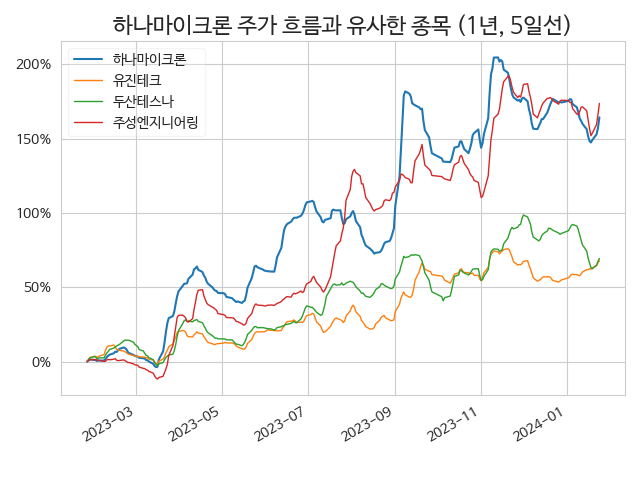 하나마이크론 주가 흐름과 유사한 종목 (1년, 5일선)
하나마이크론
유진테크
두산테스나
주성엔지니어링
200%
150%
100%
50%
0%
2023-03
2023-05
2023-07
2023-09
2023-11
2024-01